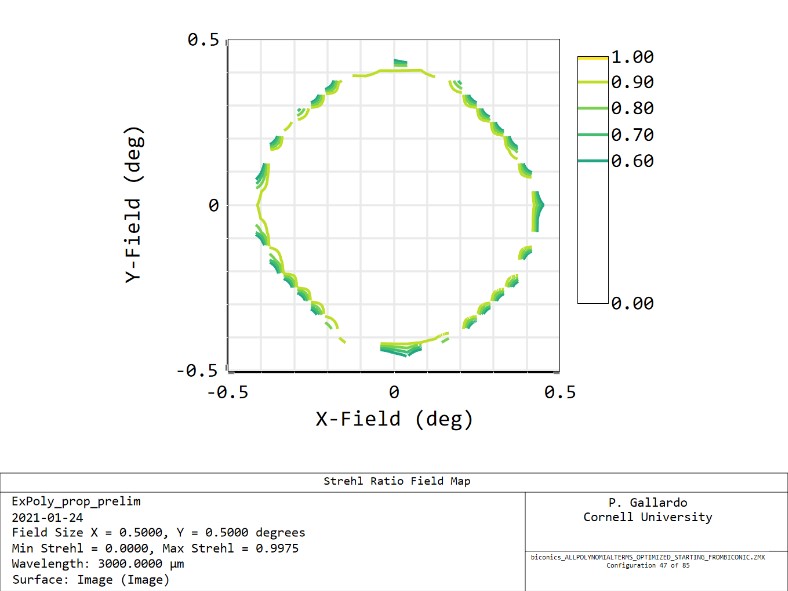 0.5
0
-0.5
Y-Field (deg)
-0.5
0
0.5
X-Field (deg)
1.00
0.90
0.80
0.70
0.60
0.00
Strehl Ratio Field Map
ExPoly_prop_prelim
2021-01-24
Field Size X = 0.5000, Y = 0.5000 degrees
Min Strehl = 0.0000, Max Strehl = 0.9975
Wavelength: 3000.0000 µm
Surface: Image (Image)
P. Gallardo
Cornell University
biconics_ALLPOLYNOMIALTERMS_OPTIMIZED_STARTING_FROMBICONIC.ZMX
Configuration 47 of 85